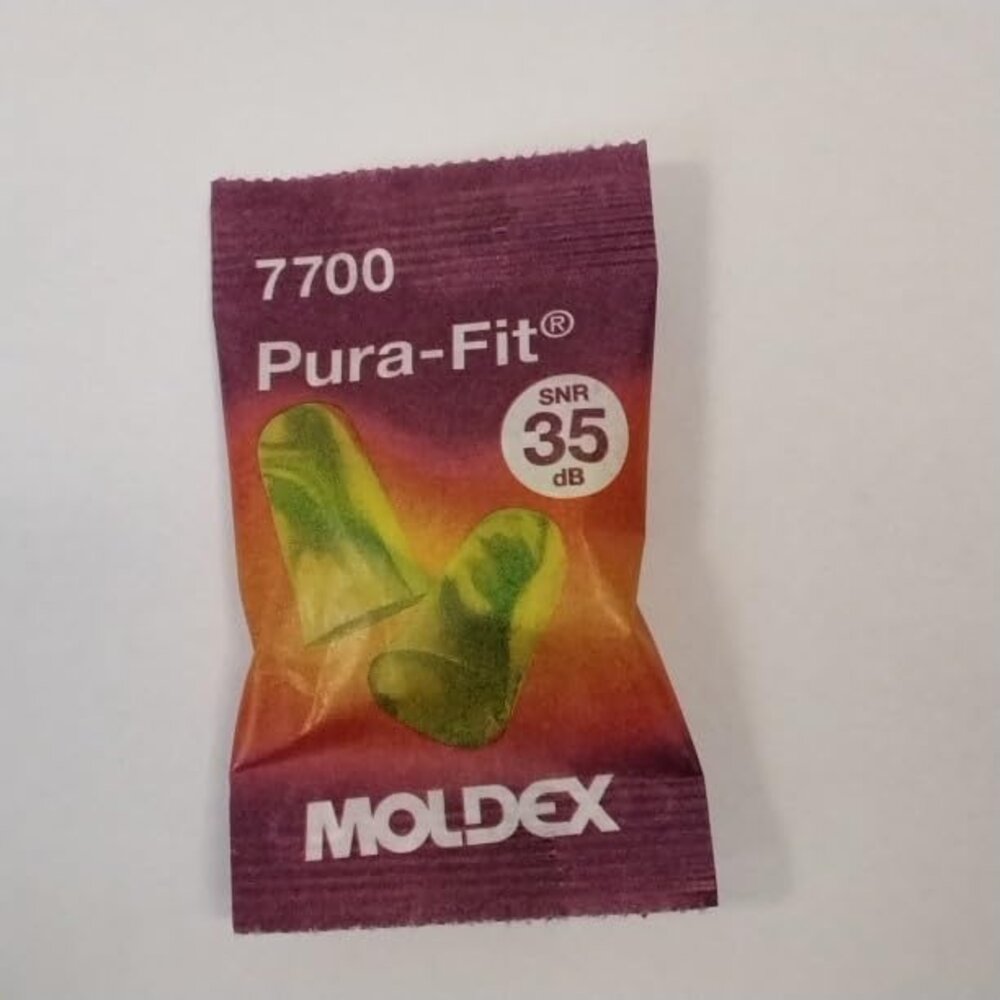 7700
Pura-Fit®
SNR
35
dB
MOLDEX